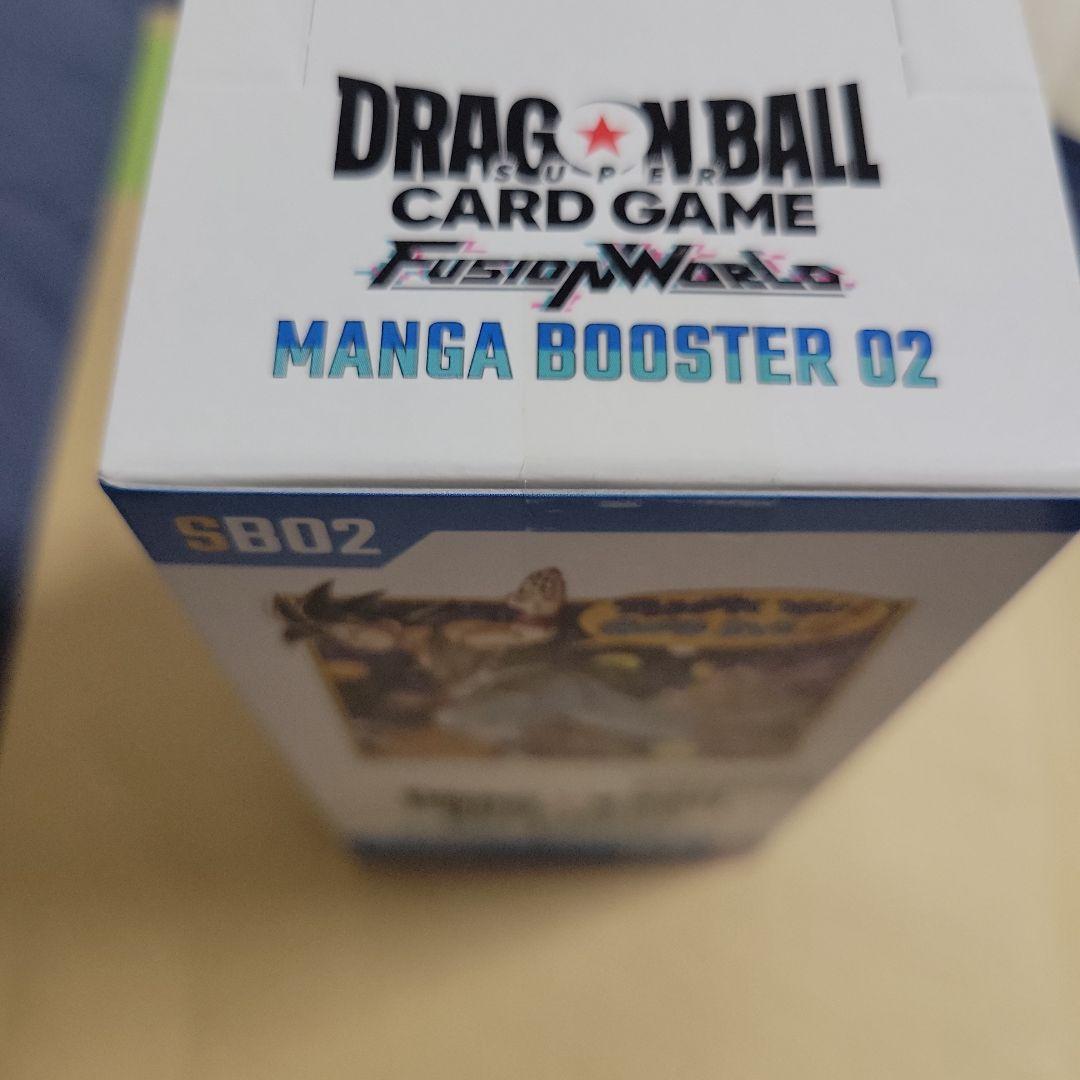 DRAGON BALL
SUPER
CARD GAME
FUSION WORLD
MANGA BOOSTER 02
SB02